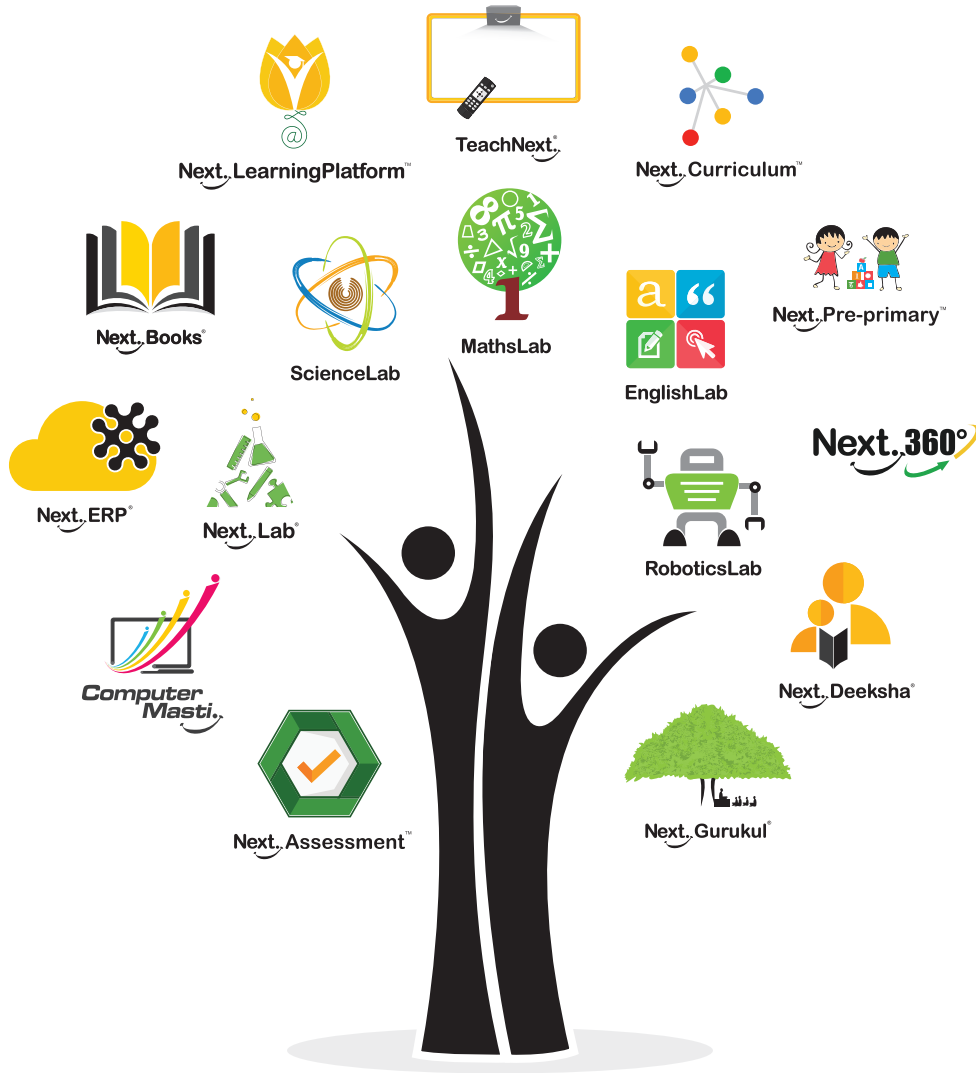 TeachNext..®
Next..LearningPlatform™
Next..Curriculum™
Next..Books®
ScienceLab
MathsLab
EnglishLab
Next..Pre-primary™
Next..ERP®
Next..Lab®
RoboticsLab
Next..360°
Computer
Masti..
Next..Deeksha®
Next..Assessment™
Next..Gurukul®